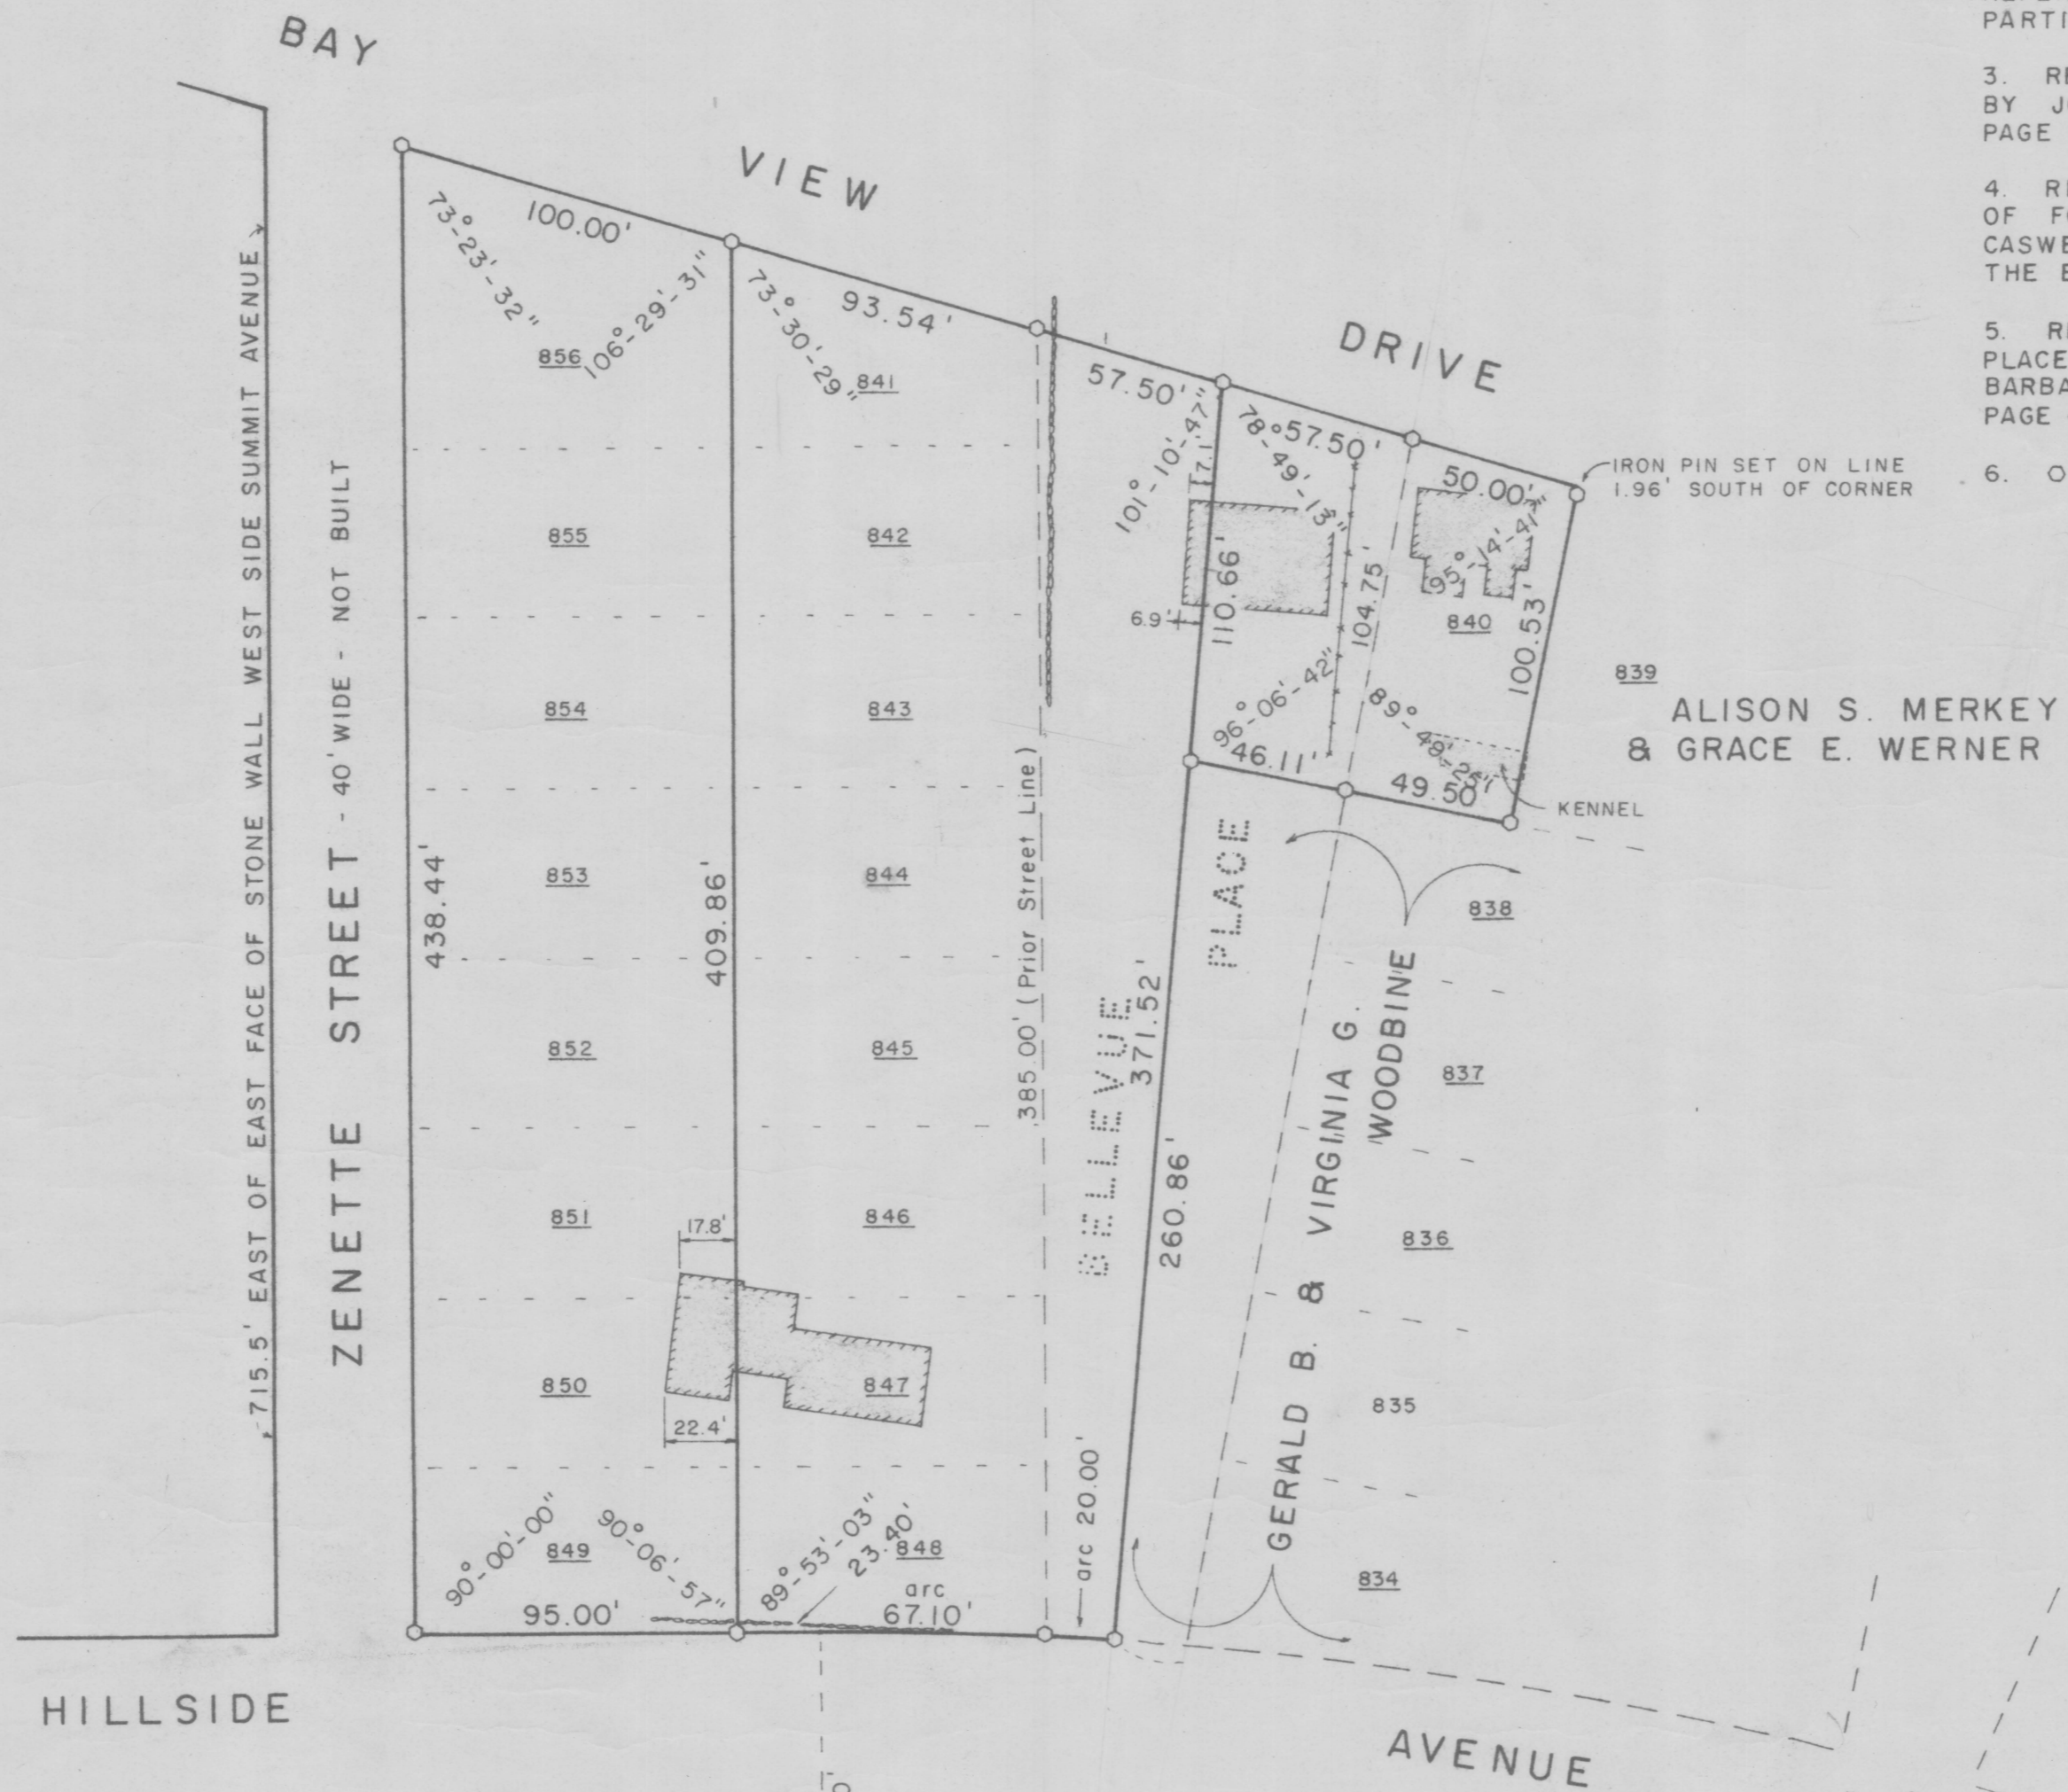 BAY
VIEW
DRIVE
PARTI
3. R
BY J
PAGE
4. R
OF F
CASWE
THE E
5. R
PLACE
BARBA
PAGE
6. O
715.5' EAST OF EAST FACE OF STONE WALL WEST SIDE SUMMIT AVENUE
ZENETTE STREET - 40' WIDE - NOT BUILT
100.00'
73°-23'-32"
106°-29'-31"
73°-30'-29"
93.54'
57.50'
101°-10'-47"
78°-49'-13"
57.50'
50.00'
IRON PIN SET ON LINE
1.96' SOUTH OF CORNER
856
841
855
842
854
843
853
844
852
845
851
846
850
847
849
848
17.1'
6.9'
110.66'
104.75'
95°-14'-41"
840
100.53'
839
ALISON S. MERKEY
& GRACE E. WERNER
96°-06'-42"
89°-49'-25"
46.11'
49.50'
KENNEL
438.44'
409.86'
385.00' (Prior Street Line)
BELLEVUE
PLACE
371.52'
260.86'
838
837
836
835
834
GERALD B. & VIRGINIA G.
WOODBINE
17.8'
22.4'
90°-00'-00"
90°-06'-57"
89°-53'-03"
23.40'
arc
67.10'
95.00'
arc 20.00'
HILLSIDE
AVENUE